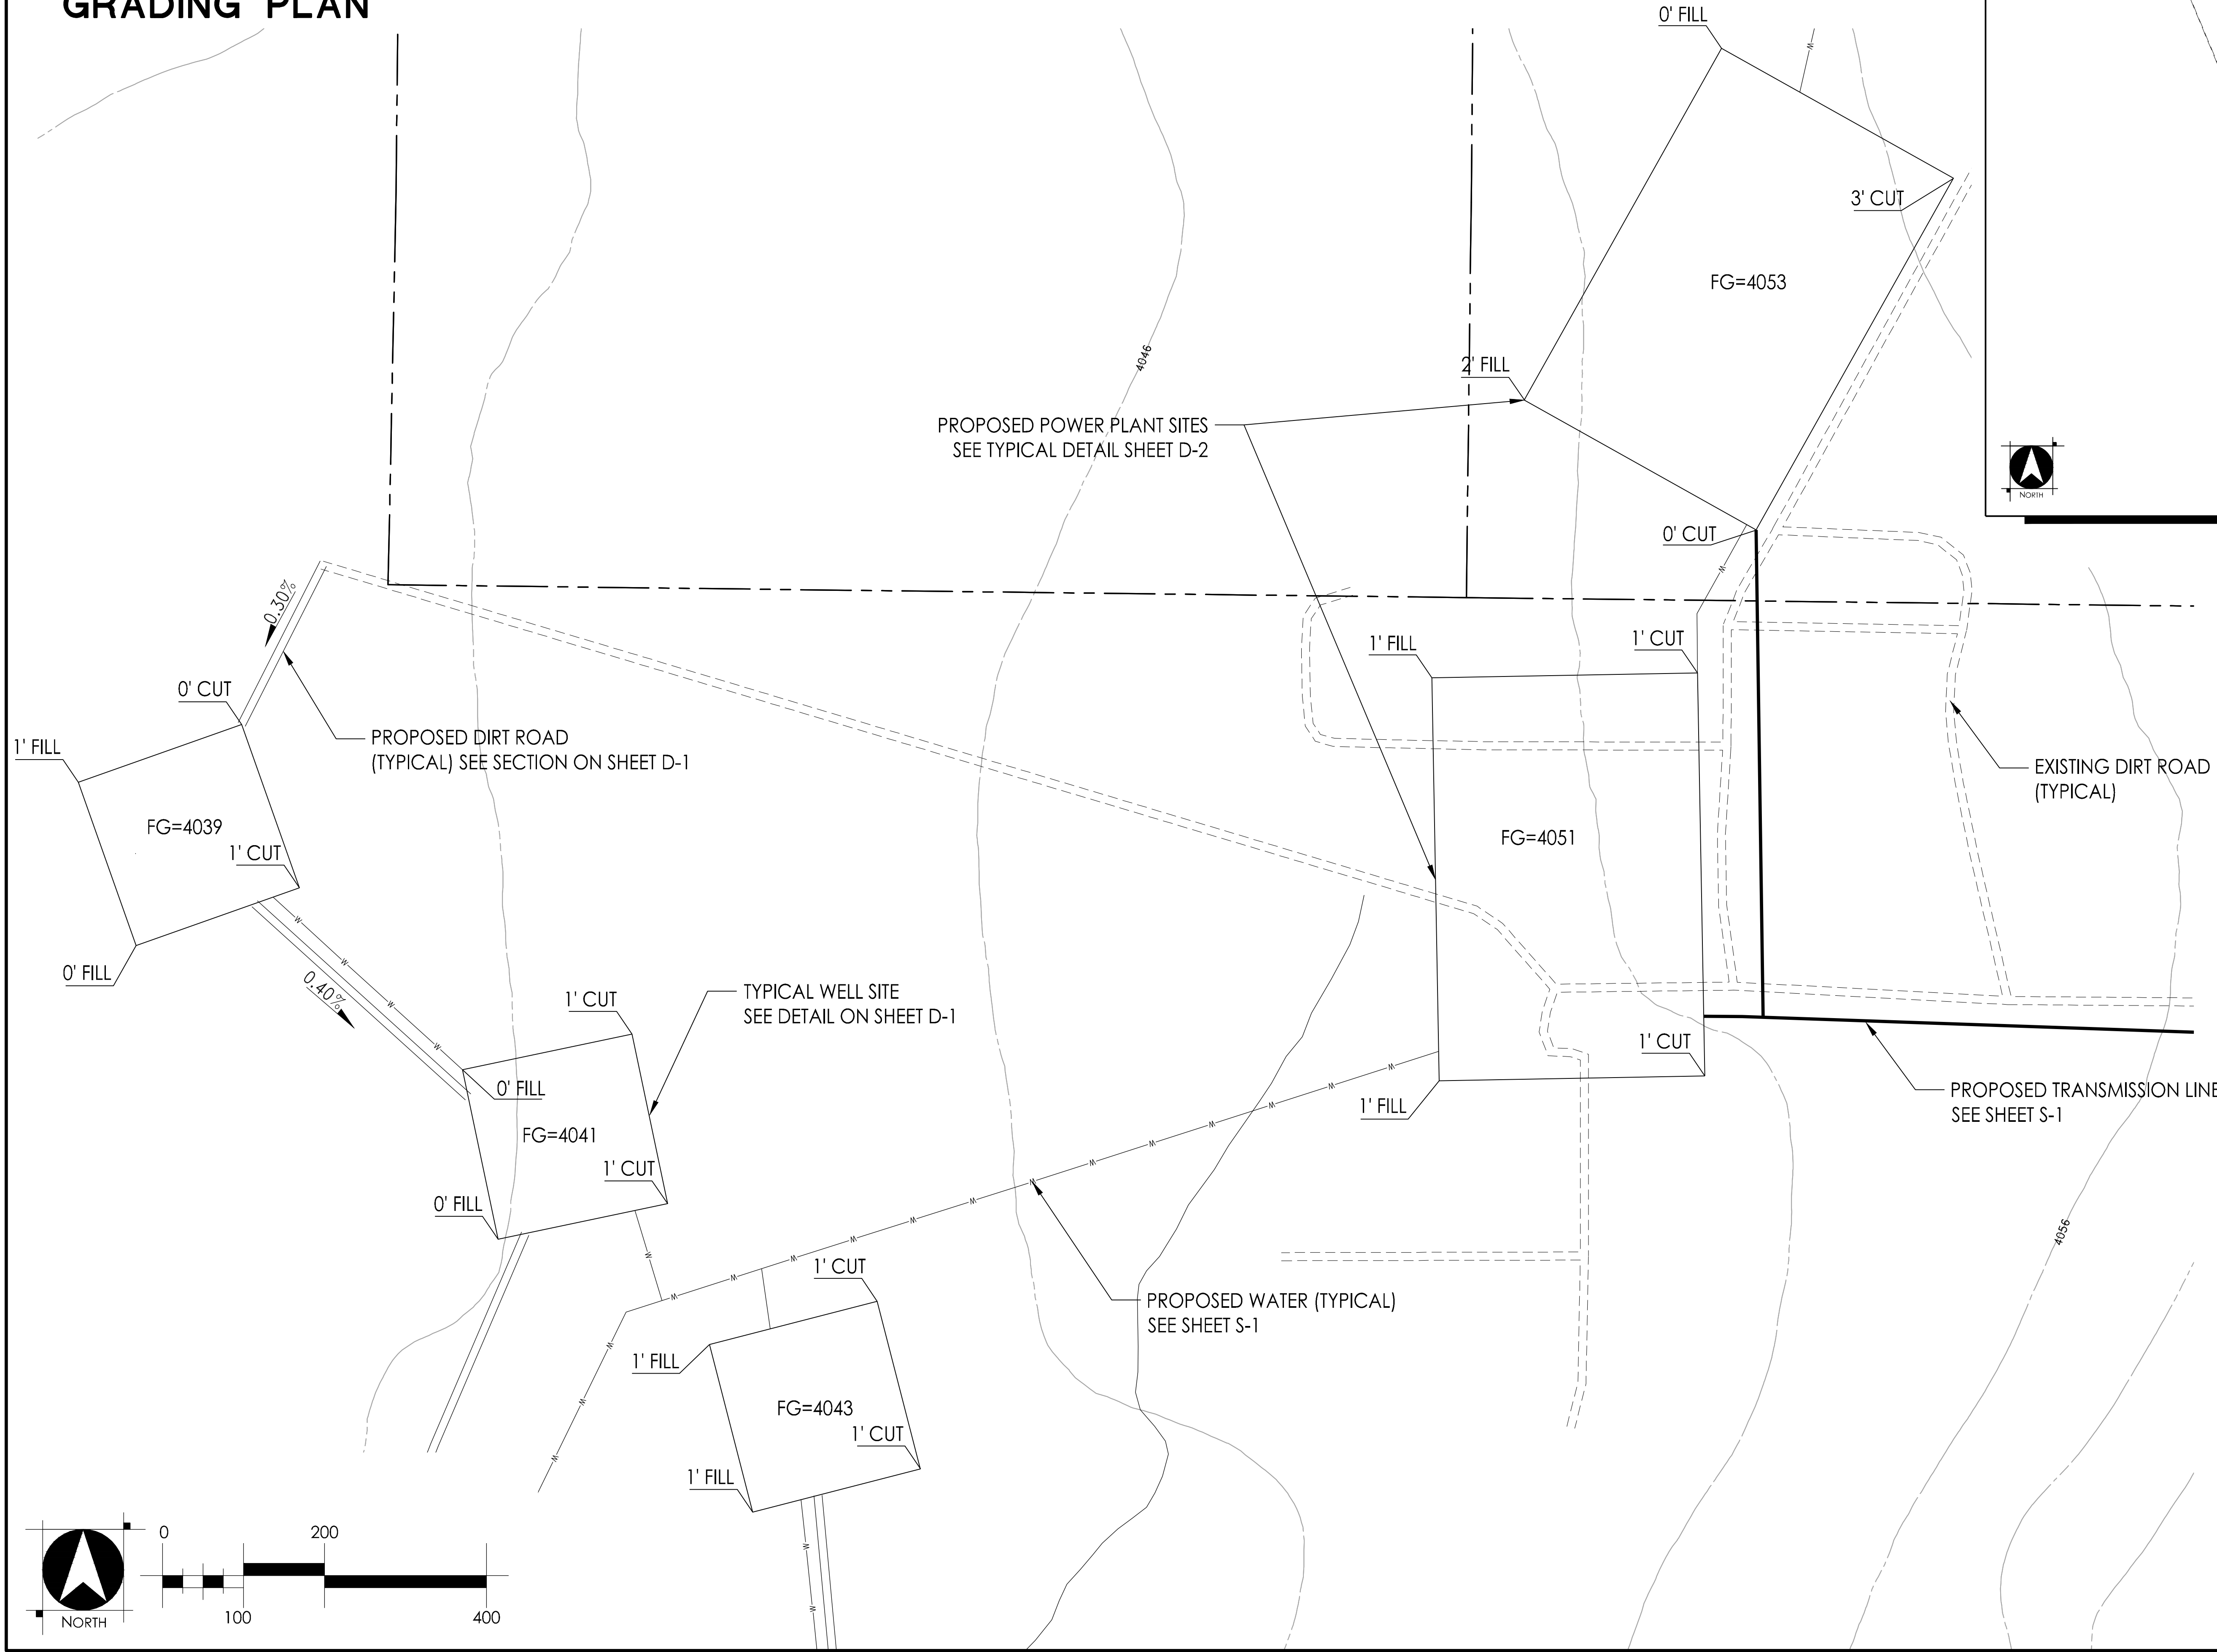 GRADING PLAN
0' FILL
W
3' CUT
FG=4053
4046
2' FILL
PROPOSED POWER PLANT SITES
SEE TYPICAL DETAIL SHEET D-2
NORTH
0' CUT
W
0.30%
1' FILL
1' CUT
0' CUT
1' FILL
PROPOSED DIRT ROAD
(TYPICAL) SEE SECTION ON SHEET D-1
EXISTING DIRT ROAD
(TYPICAL)
FG=4039
1' CUT
FG=4051
W
W
W
W
0' FILL
0.40%
TYPICAL WELL SITE
SEE DETAIL ON SHEET D-1
1' CUT
1' CUT
0' FILL
PROPOSED TRANSMISSION LINE
SEE SHEET S-1
1' FILL
FG=4041
1' CUT
0' FILL
W
W
W
W
W
W
W
W
W
W
W
W
W
W
4056
1' CUT
PROPOSED WATER (TYPICAL)
SEE SHEET S-1
1' FILL
W
W
W
FG=4043
1' CUT
1' FILL
W
W
0
200
100
400
NORTH